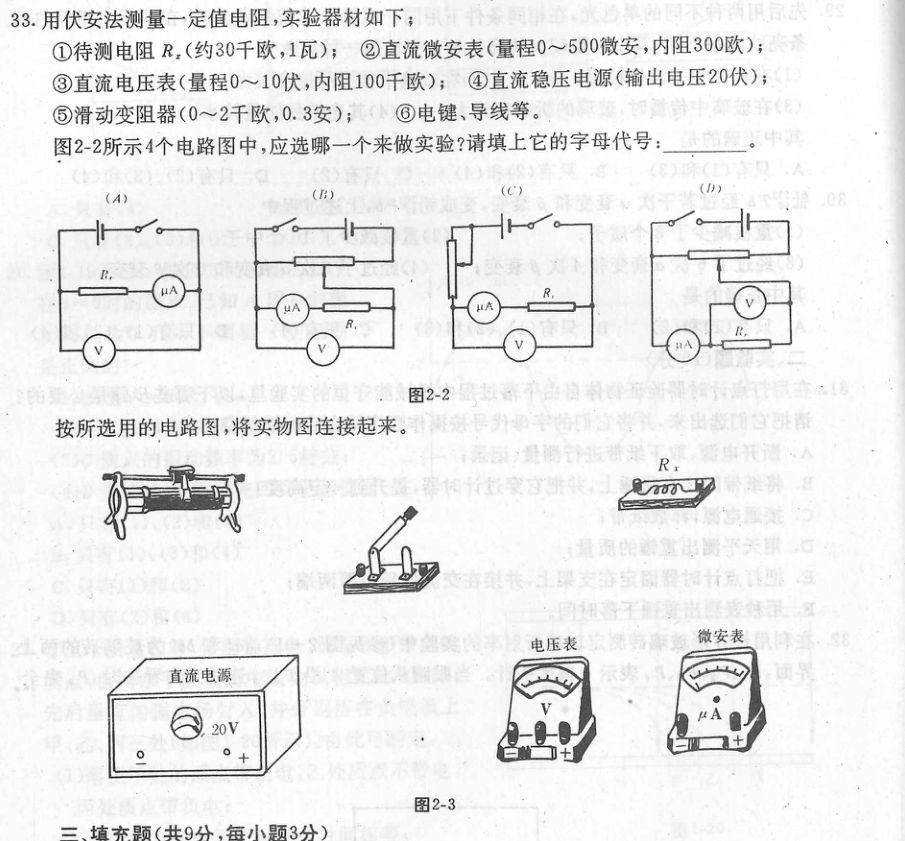 33.用伏安法测量一定值电阻,实验器材如下;
①待测电阻 Rx(约30千欧,1瓦); ②直流微安表(量程0～500微安,内阻300欧);
③直流电压表(量程0～10伏,内阻100千欧); ④直流稳压电源(输出电压20伏);
⑤滑动变阻器(0～2千欧,0.3安); ⑥电键、导线等。
图2-2所示4个电路图中,应选哪一个来做实验?请填上它的字母代号:______。
(A) (B) (C) (D)
μA μA μA μA
V V V V
图2-2
按所选用的电路图,将实物图连接起来。
Rx
直流电源
20V
- +
电压表
V
- +
微安表
μA
- +
图2-3
三、填充题(共9分,每小题3分)